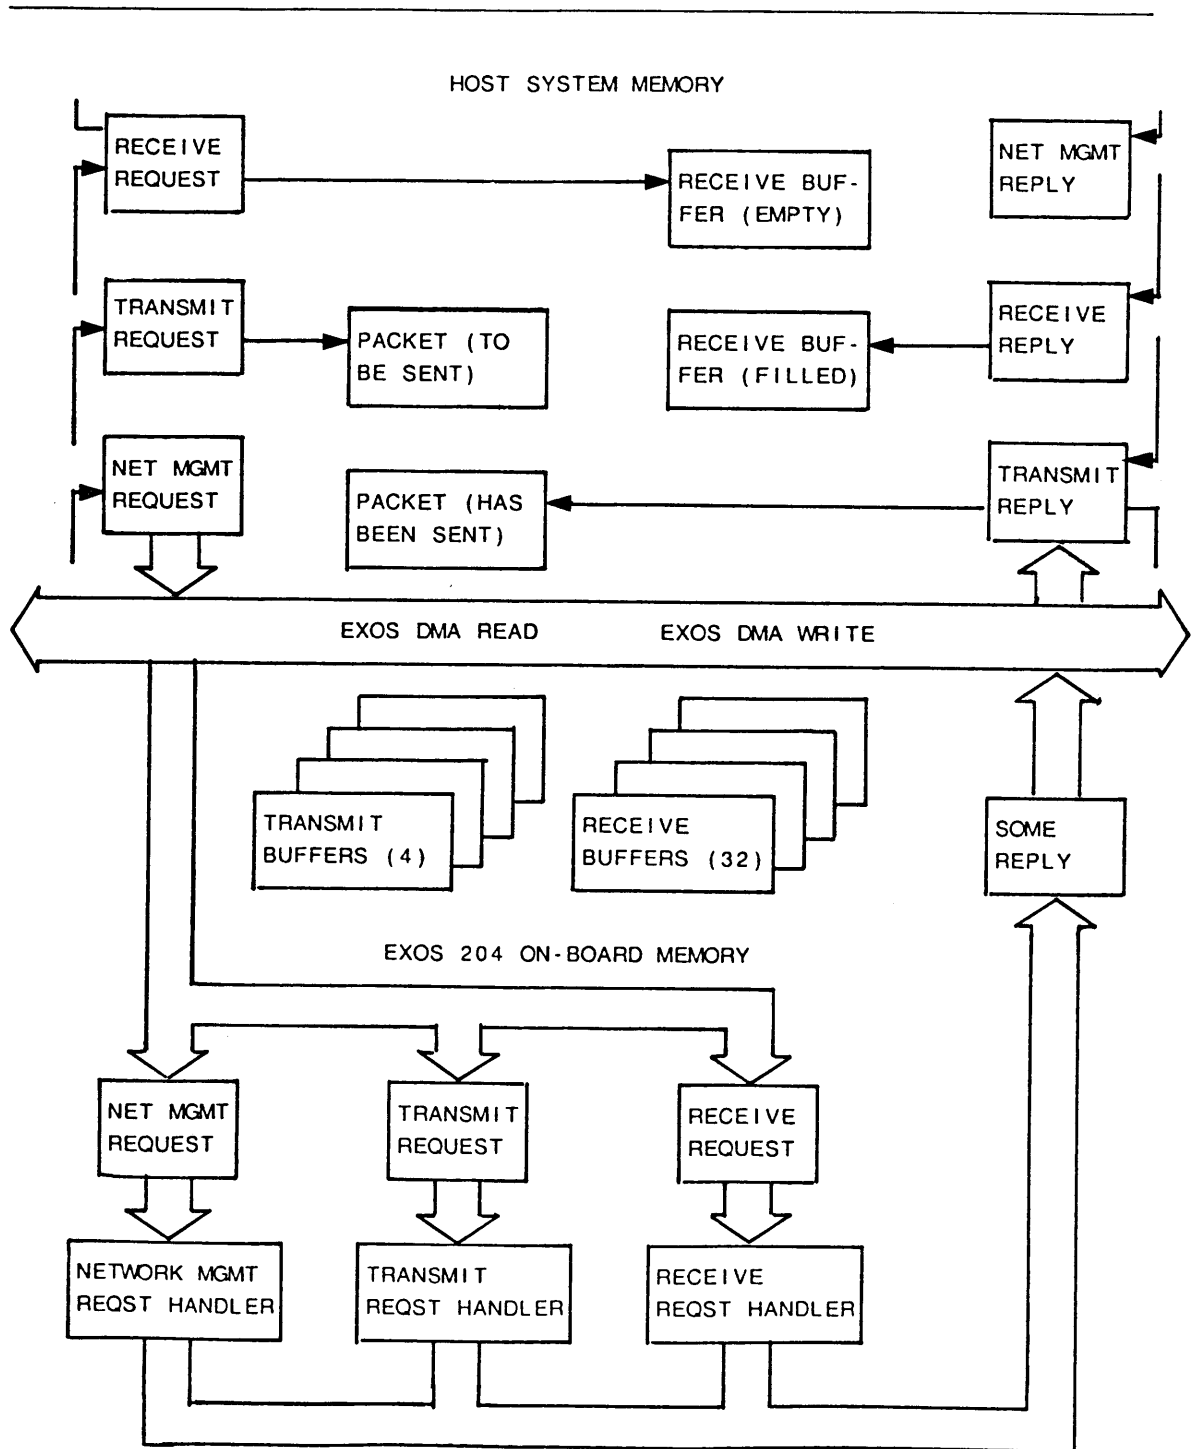 HOST SYSTEM MEMORY
RECEIVE
REQUEST
RECEIVE BUF-
FER (EMPTY)
NET MGMT
REPLY
TRANSMIT
REQUEST
PACKET (TO
BE SENT)
RECEIVE BUF-
FER (FILLED)
RECEIVE
REPLY
NET MGMT
REQUEST
PACKET (HAS
BEEN SENT)
TRANSMIT
REPLY
EXOS DMA READ
EXOS DMA WRITE
TRANSMIT
BUFFERS (4)
RECEIVE
BUFFERS (32)
SOME
REPLY
EXOS 204 ON-BOARD MEMORY
NET MGMT
REQUEST
TRANSMIT
REQUEST
RECEIVE
REQUEST
NETWORK MGMT
REQST HANDLER
TRANSMIT
REQST HANDLER
RECEIVE
REQST HANDLER